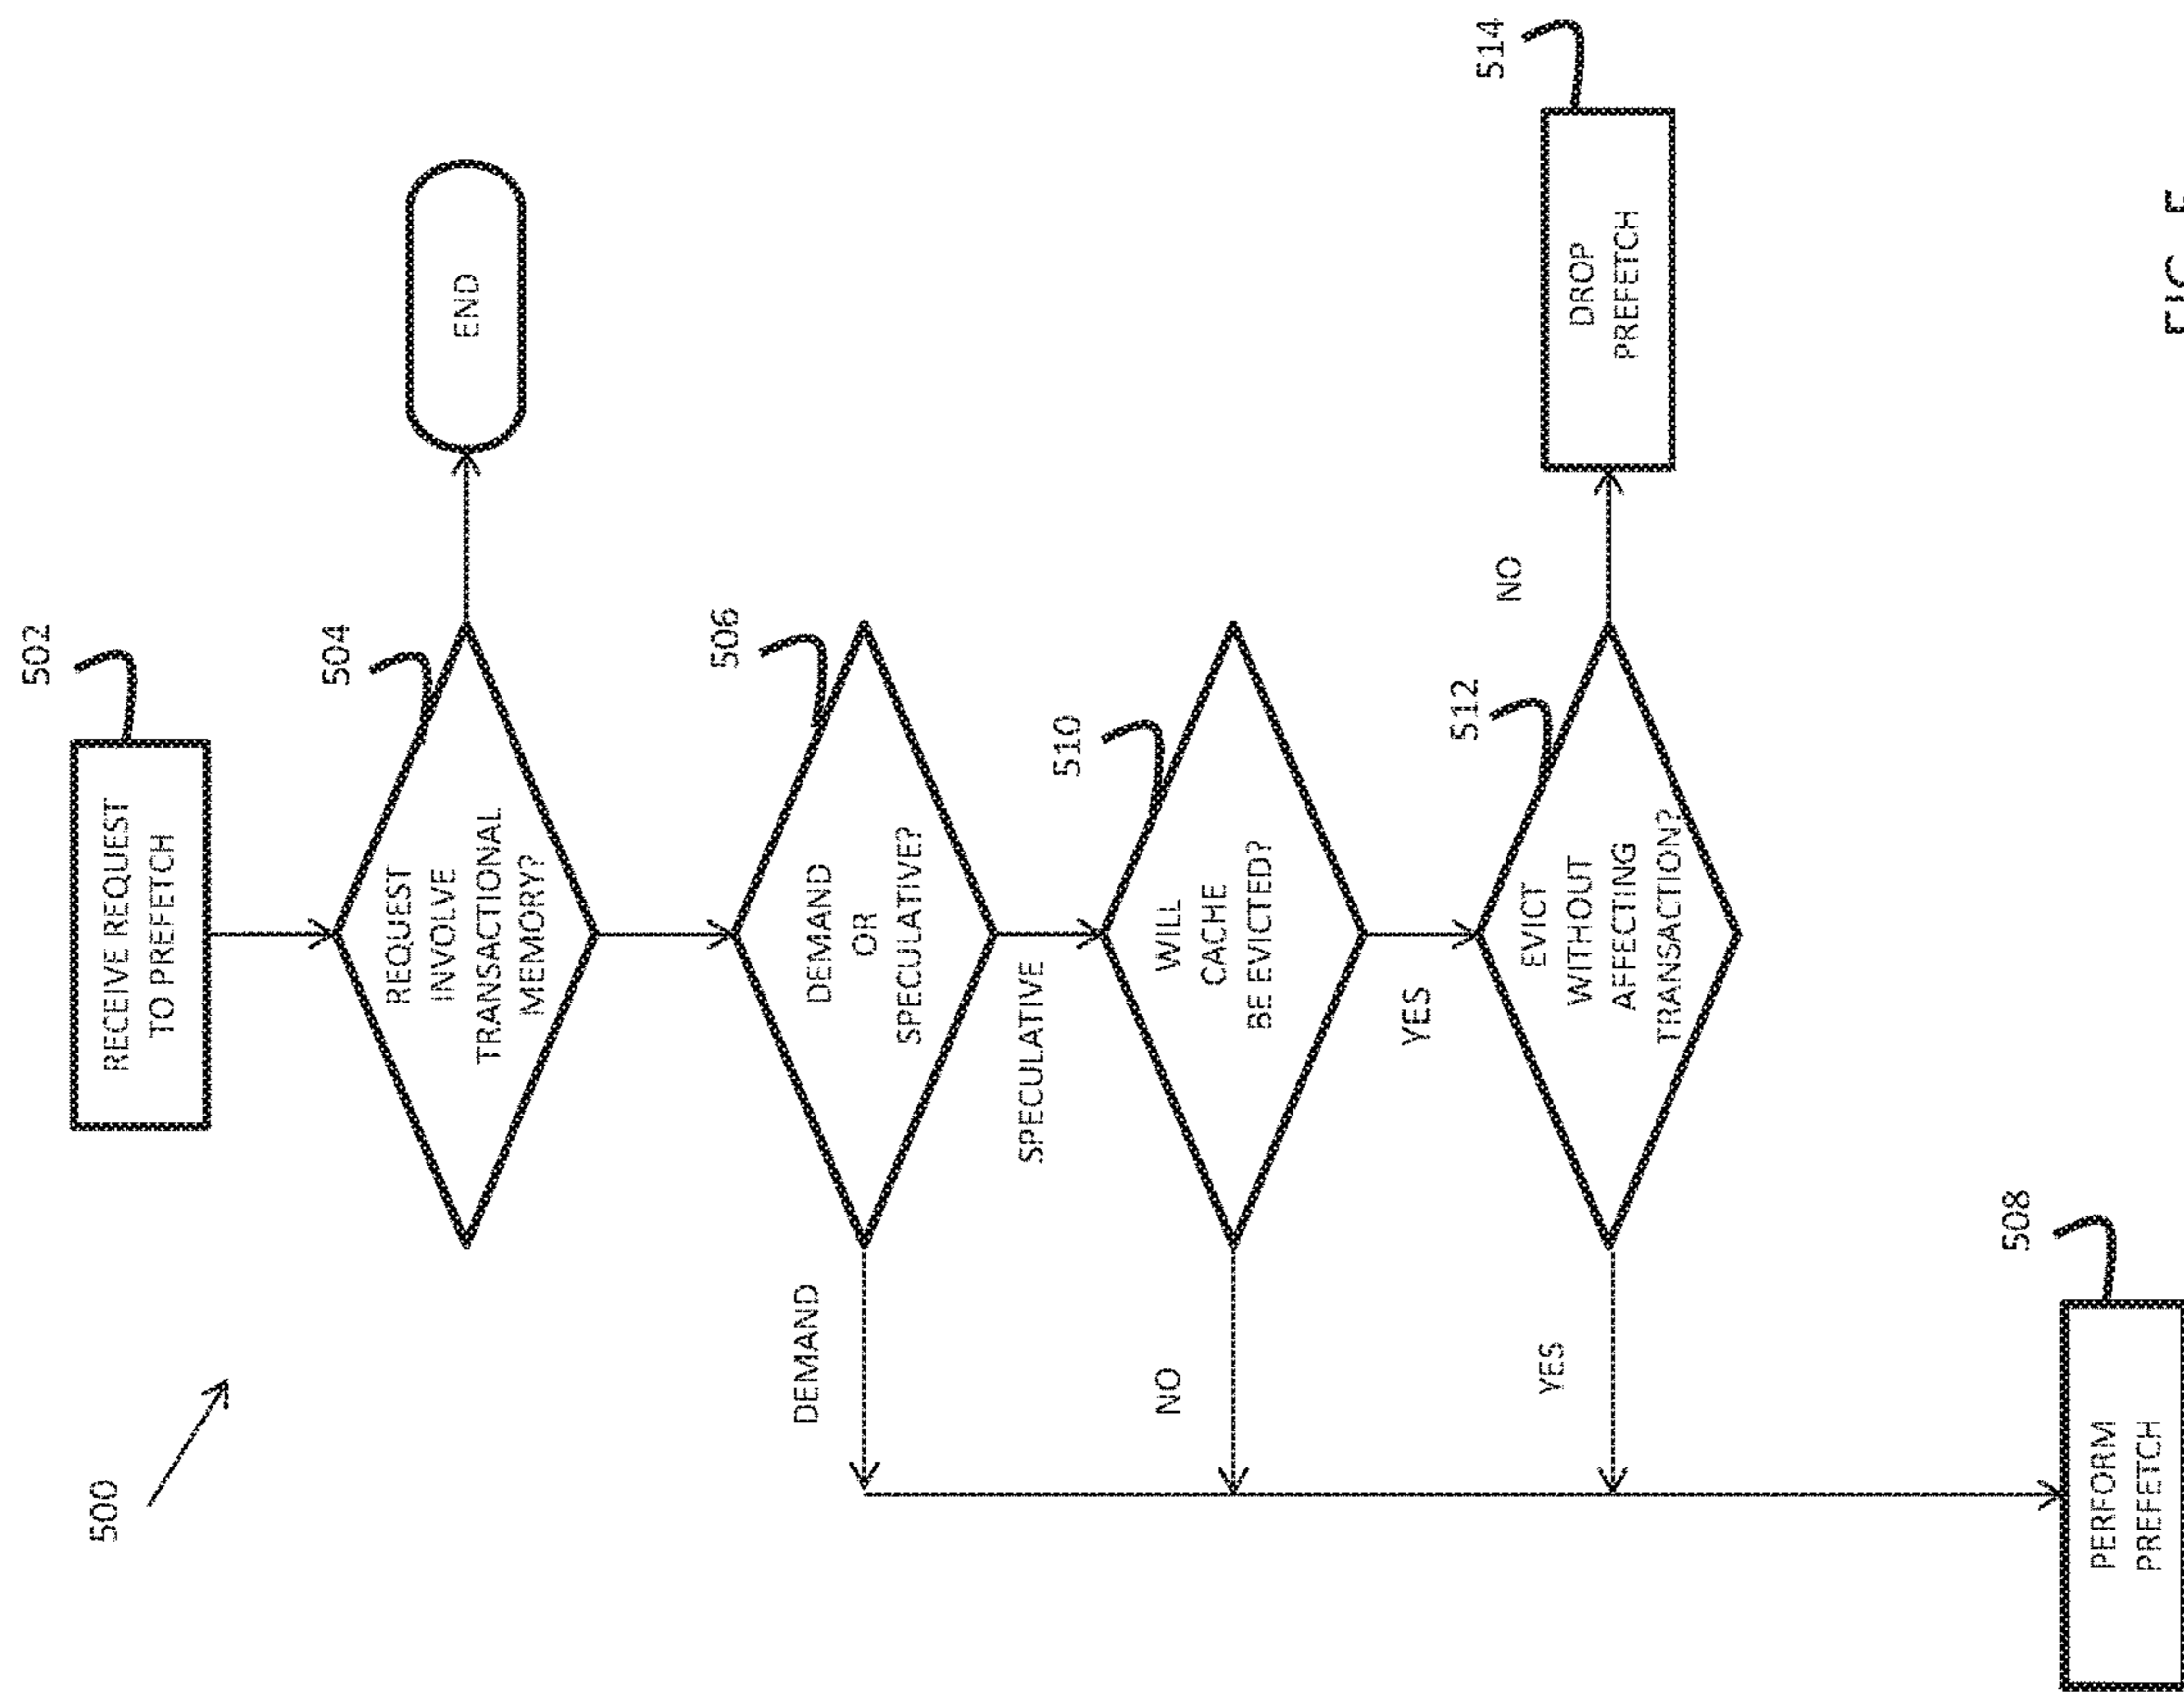 500
502
RECEIVE REQUEST
TO PREFETCH
504
REQUEST
INVOLVE
TRANSACTIONAL
MEMORY?
END
506
DEMAND
OR
SPECULATIVE?
DEMAND
SPECULATIVE
510
WILL
CACHE
BE EVICTED?
NO
YES
512
EVICT
WITHOUT
AFFECTING
TRANSACTION?
YES
NO
514
DROP
PREFETCH
508
PERFORM
PREFETCH